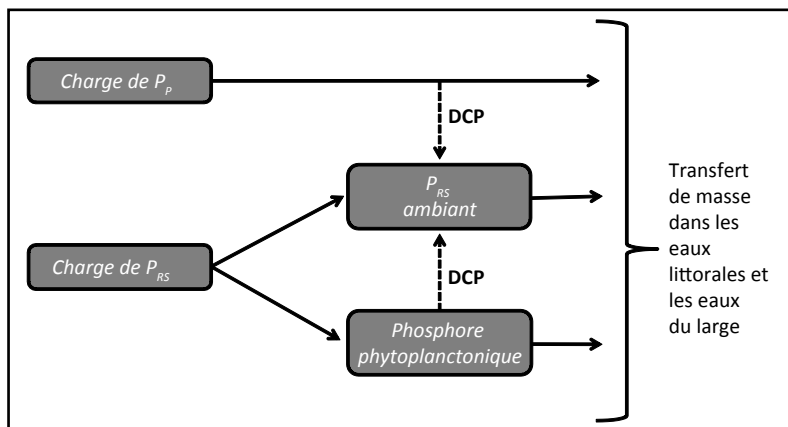 Charge de P_P
DCP
P_RS
ambiant
Charge de P_RS
DCP
Phosphore
phytoplanctonique
Transfert
de masse
dans les
eaux
littorales et
les eaux
du large